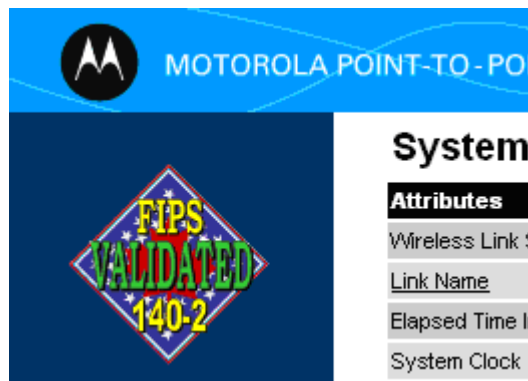 MOTOROLA POINT-TO-PO
System
Attributes
Wireless Link
Link Name
Elapsed Time
System Clock
FIPS
VALIDATED
140-2